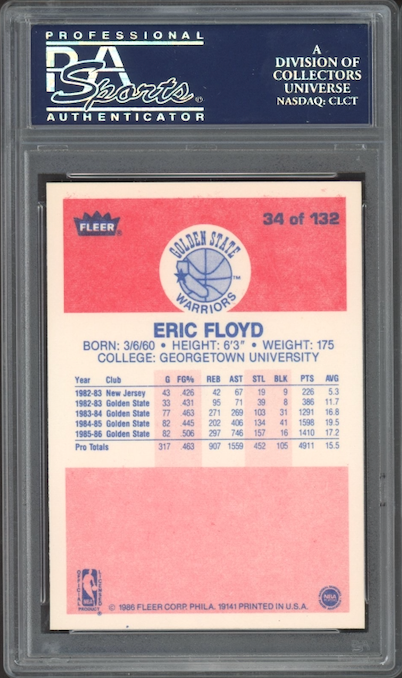 PROFESSIONAL
PSA
Sports
AUTHENTICATOR
A
DIVISION OF
COLLECTORS
UNIVERSE
NASDAQ: CLCT
FLEER
34 of 132
GOLDEN STATE
WARRIORS
TM
ERIC FLOYD
BORN: 3/6/60 • HEIGHT: 6'3" • WEIGHT: 175
COLLEGE: GEORGETOWN UNIVERSITY
Year Club G FG% REB AST STL BLK PTS AVG
1982-83 New Jersey 43 .426 42 67 19 9 226 5.3
1982-83 Golden State 33 .431 95 71 39 8 386 11.7
1983-84 Golden State 77 .463 271 269 103 31 1291 16.8
1984-85 Golden State 82 .445 202 406 134 41 1598 19.5
1985-86 Golden State 82 .506 297 746 157 16 1410 17.2
Pro Totals 317 .463 907 1559 452 105 4911 15.5
OFFICIAL LICENSED
NBA
PRODUCT
© 1986 FLEER CORP. PHILA. 19141 PRINTED IN U.S.A.
NBA